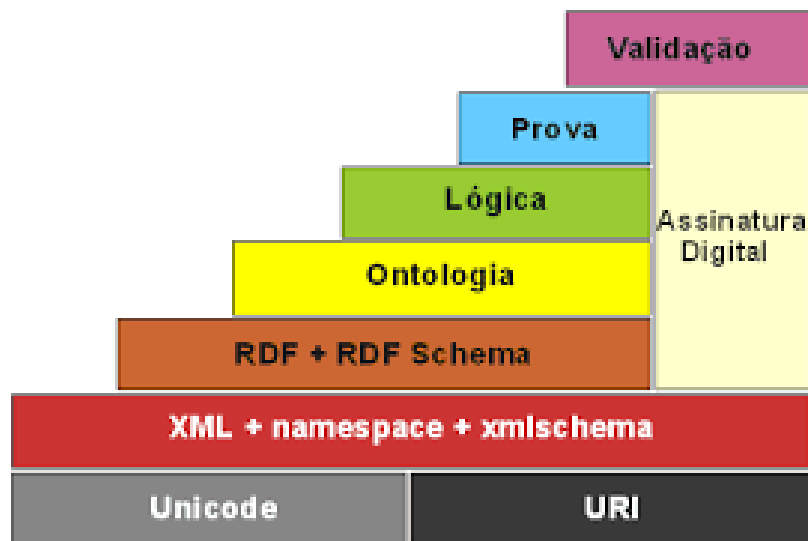 Validação
Prova
Lógica
Assinatura
Digital
Ontologia
RDF + RDF Schema
XML + namespace + xmlschema
Unicode
URI